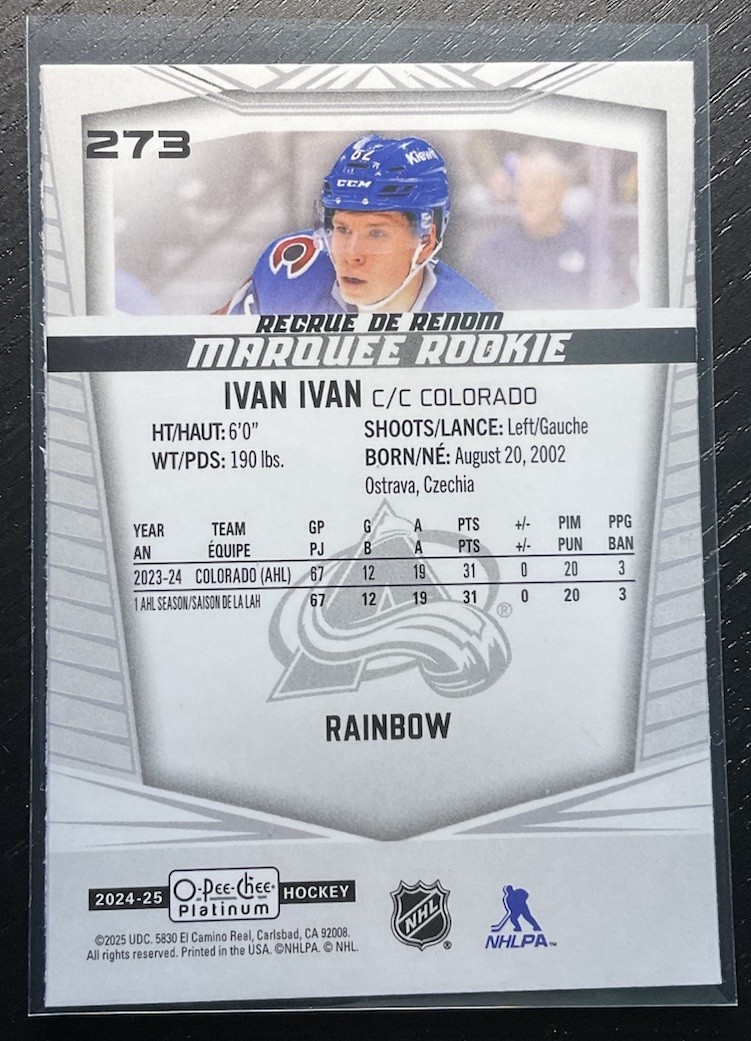 273
82
Kiewit
CCM
RECRUE DE RENOM
MARQUEE ROOKIE
IVAN IVAN C/C COLORADO
HT/HAUT: 6'0" SHOOTS/LANCE: Left/Gauche
WT/PDS: 190 lbs. BORN/NÉ: August 20, 2002
Ostrava, Czechia
YEAR TEAM GP G A PTS +/- PIM PPG
AN ÉQUIPE PJ B A PTS +/- PUN BAN
2023-24 COLORADO (AHL) 67 12 19 31 0 20 3
1 AHL SEASON/SAISON DE LA LAH 67 12 19 31 0 20 3
®
RAINBOW
2024-25 O-Pee-Chee® Platinum HOCKEY
NHL ®
NHLPA™
©2025 UDC. 5830 El Camino Real, Carlsbad, CA 92008.
All rights reserved. Printed in the USA. ©NHLPA. © NHL.